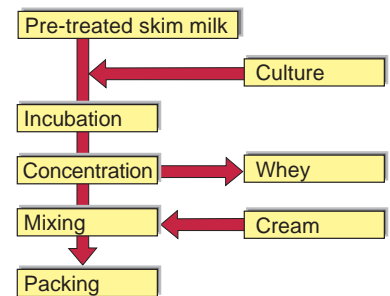 Pre-treated skim milk
Culture
Incubation
Concentration
Whey
Mixing
Cream
Packing